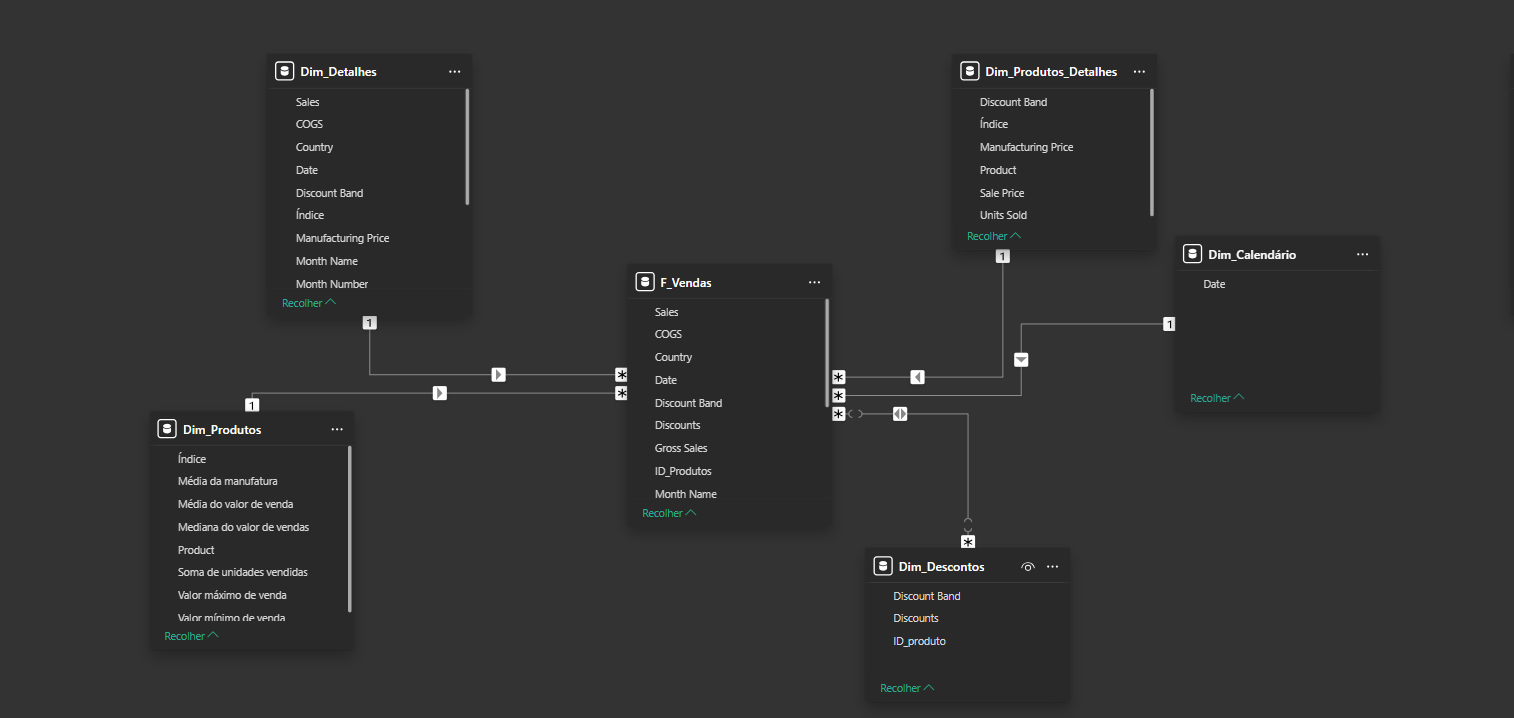 Dim_Detalhes
Sales
COGS
Country
Date
Discount Band
Índice
Manufacturing Price
Month Name
Month Number
Recolher
1
Dim_Produtos_Detalhes
Discount Band
Índice
Manufacturing Price
Product
Sale Price
Units Sold
Recolher
1
Dim_Calendário
Date
Recolher
1
F_Vendas
Sales
COGS
Country
Date
Discount Band
Discounts
Gross Sales
ID_Produtos
Month Name
Recolher
*
*
*
*
*
1
Dim_Produtos
Índice
Média da manufatura
Média do valor de venda
Mediana do valor de vendas
Product
Soma de unidades vendidas
Valor máximo de venda
Valor mínimo de venda
Recolher
*
Dim_Descontos
Discount Band
Discounts
ID_produto
Recolher